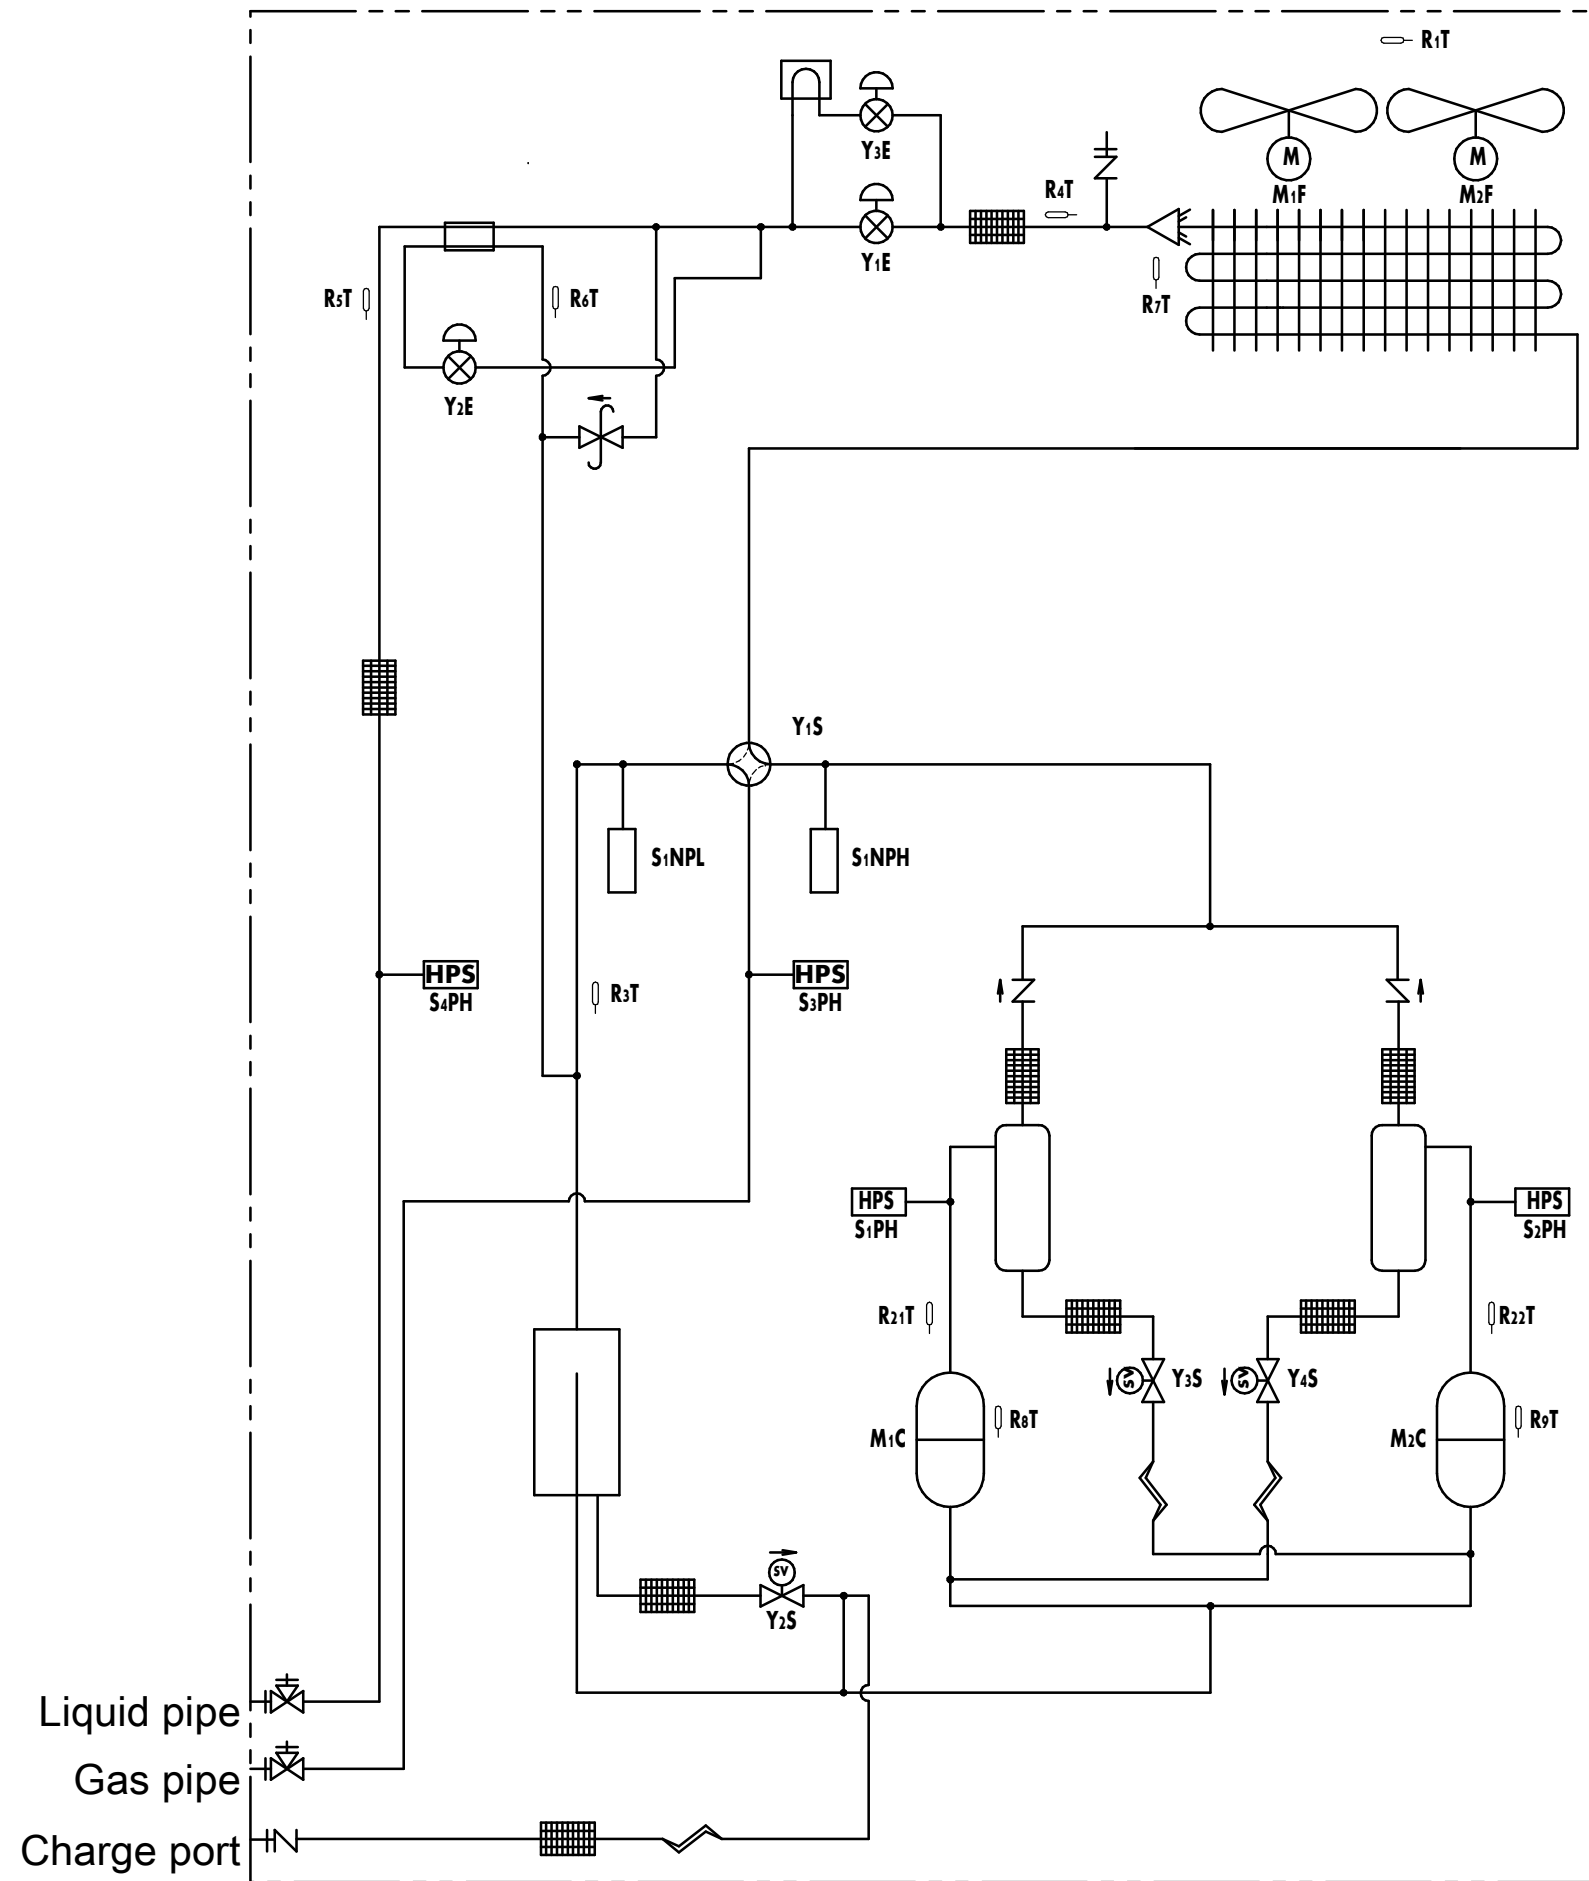 R1T
Y3E
M
M
R4T
M1F
M2F
Y1E
R5T
R6T
R7T
Y2E
Y1S
S1NPL
S1NPH
HPS
HPS
R3T
S4PH
S3PH
HPS
HPS
S1PH
S2PH
R21T
R22T
SV
Y3S
SV
Y4S
R8T
R9T
M1C
M2C
SV
Y2S
Liquid pipe
Gas pipe
Charge port